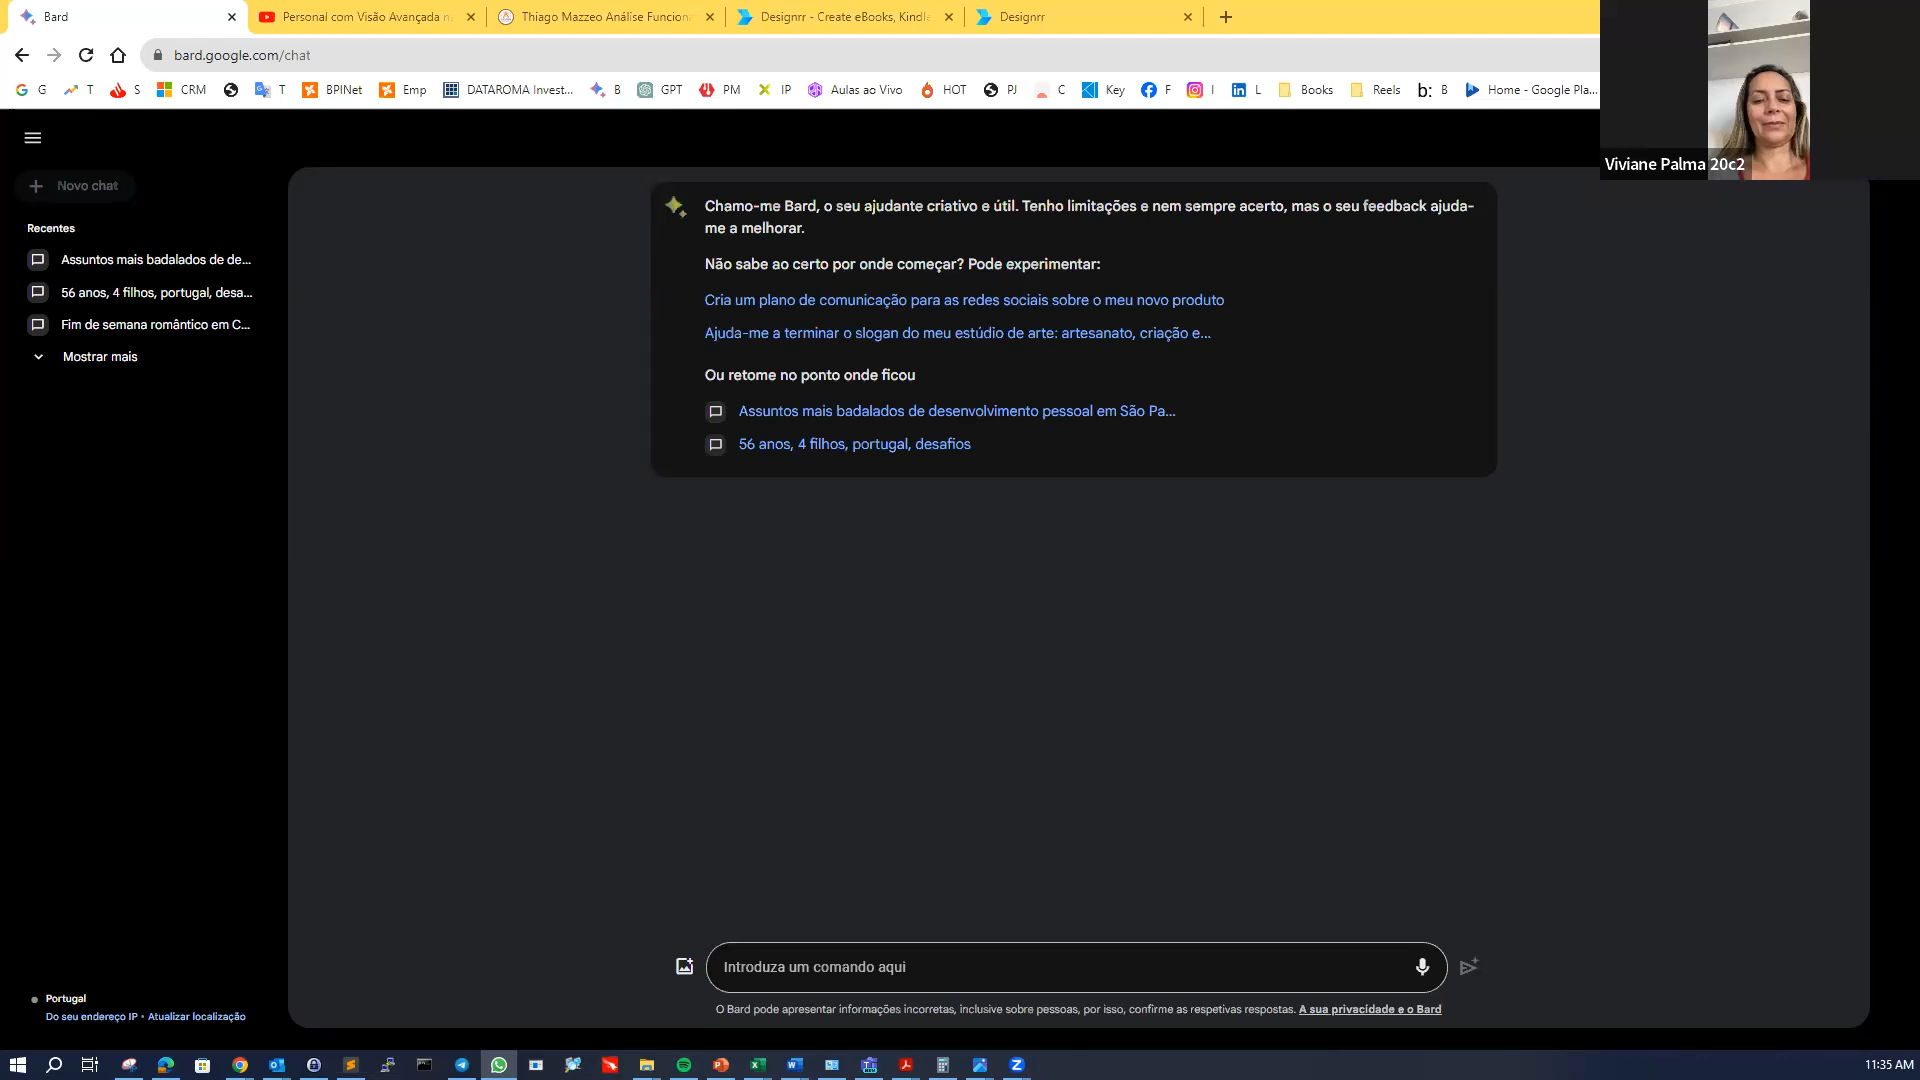 Bard
Personal com Visão Avançada n
Thiago Mazzeo Análise Funcion
Designrr - Create eBooks, Kindle
Designrr
bard.google.com/chat
G
T
S
CRM
T
BPINet
Emp
DATAROMA Invest...
B
GPT
PM
IP
Aulas ao Vivo
HOT
PJ
C
Key
F
I
L
Books
Reels
b: B
Home - Google Pla...
Viviane Palma 20c2
Novo chat
Recentes
Assuntos mais badalados de de...
56 anos, 4 filhos, portugal, desa...
Fim de semana romântico em C...
Mostrar mais
Chamo-me Bard, o seu ajudante criativo e útil. Tenho limitações e nem sempre acerto, mas o seu feedback ajuda-
me a melhorar.
Não sabe ao certo por onde começar? Pode experimentar:
Cria um plano de comunicação para as redes sociais sobre o meu novo produto
Ajuda-me a terminar o slogan do meu estúdio de arte: artesanato, criação e...
Ou retome no ponto onde ficou
Assuntos mais badalados de desenvolvimento pessoal em São Pa...
56 anos, 4 filhos, portugal, desafios
Introduza um comando aqui
O Bard pode apresentar informações incorretas, inclusive sobre pessoas, por isso, confirme as respetivas respostas. A sua privacidade e o Bard
Portugal
Do seu endereço IP • Atualizar localização
11:35 AM